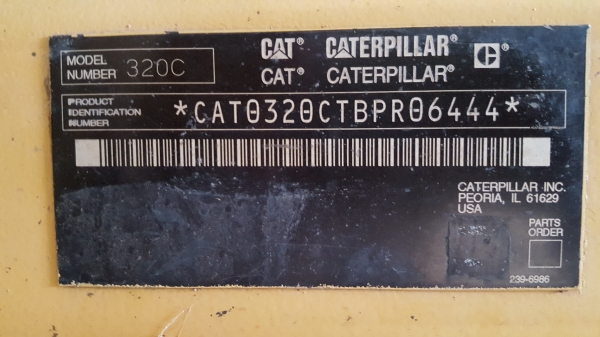 MODEL
NUMBER 320C
CAT® CATERPILLAR® C®
CAT® CATERPILLAR®
PRODUCT
IDENTIFICATION
NUMBER
*CAT0320CTBPR06444*
CATERPILLAR INC.
PEORIA, IL 61629
USA
PARTS
ORDER
239-6986